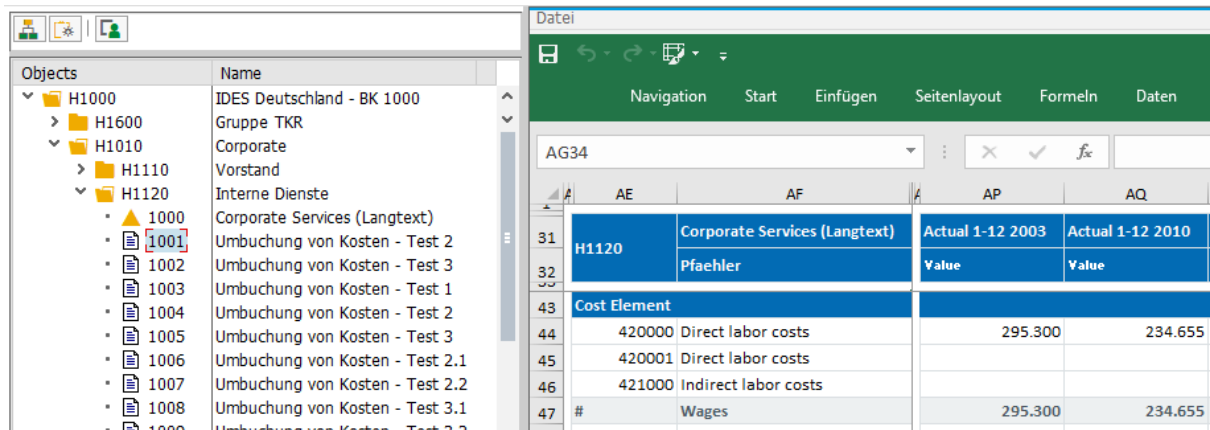 Objects Name
H1000 IDES Deutschland - BK 1000
H1600 Gruppe TKR
H1010 Corporate
H1110 Vorstand
H1120 Interne Dienste
1000 Corporate Services (Langtext)
1001 Umbuchung von Kosten - Test 2
1002 Umbuchung von Kosten - Test 3
1003 Umbuchung von Kosten - Test 1
1004 Umbuchung von Kosten - Test 2
1005 Umbuchung von Kosten - Test 3
1006 Umbuchung von Kosten - Test 2.1
1007 Umbuchung von Kosten - Test 2.2
1008 Umbuchung von Kosten - Test 3.1
Datei
Navigation Start Einfügen Seitenlayout Formeln Daten
AG34 fx
AE AF AP AQ
31 H1120 Corporate Services (Langtext) Actual 1-12 2003 Actual 1-12 2010
32 Pfaehler Value Value
43 Cost Element
44 420000 Direct labor costs 295.300 234.655
45 420001 Direct labor costs
46 421000 Indirect labor costs
47 # Wages 295.300 234.655